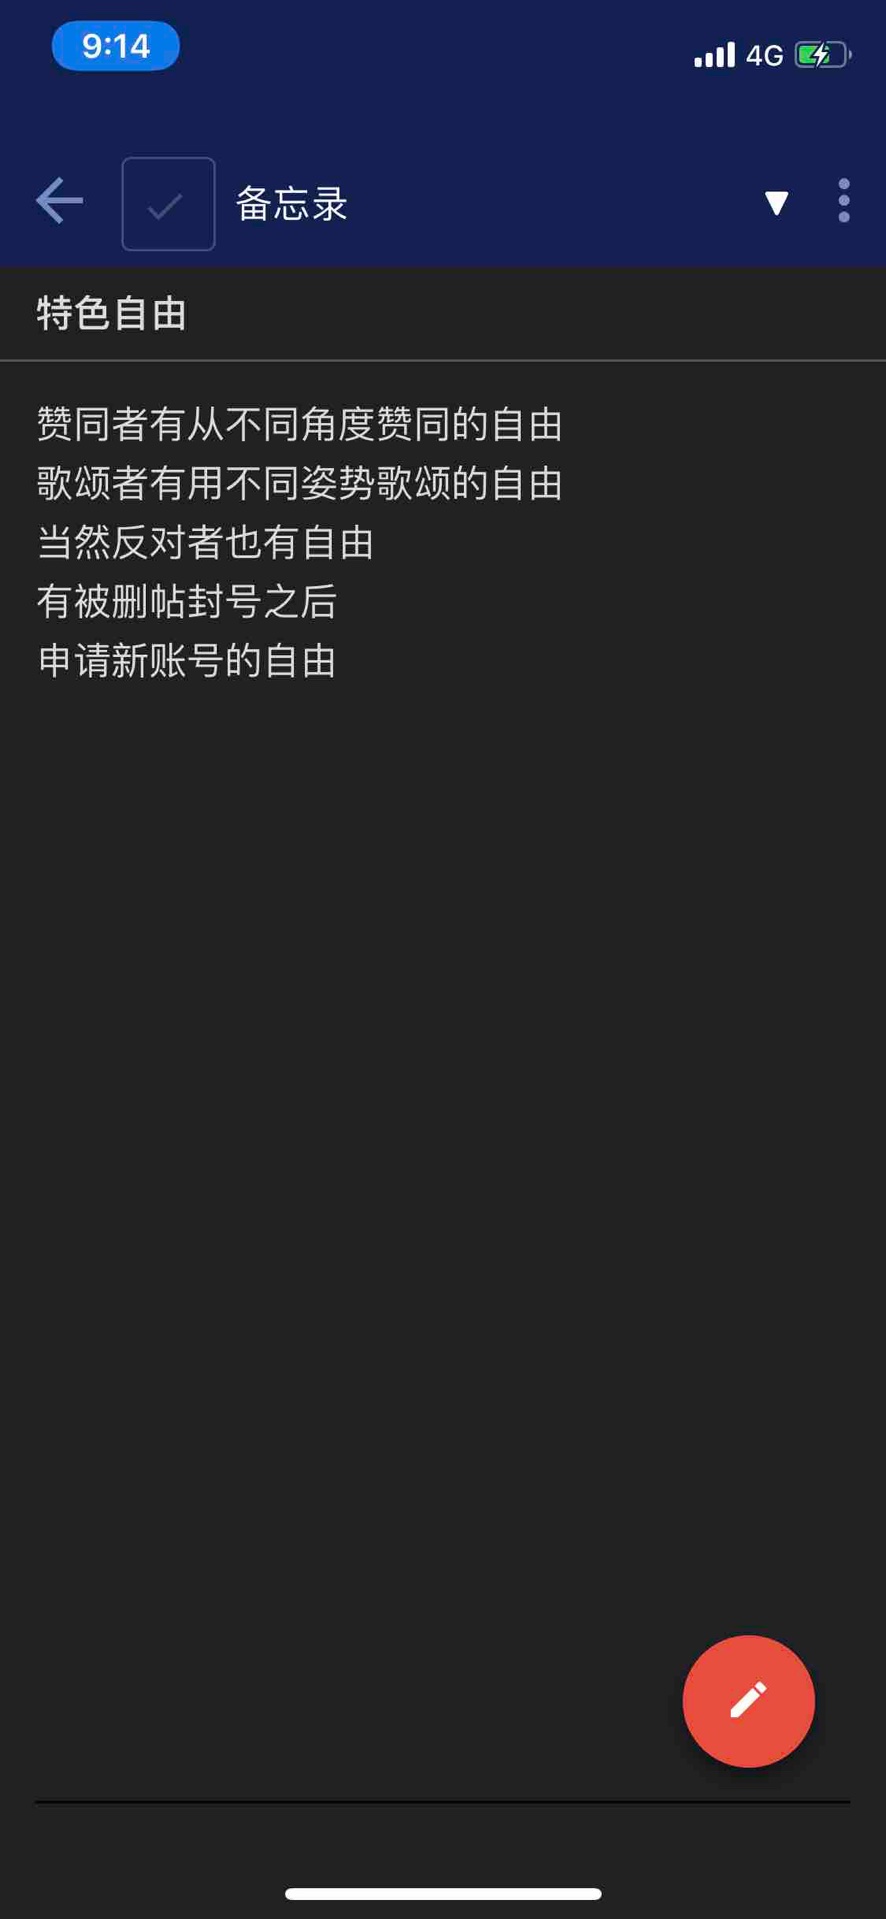 9:14
4G
备忘录
特色自由
赞同者有从不同角度赞同的自由
歌颂者有用不同姿势歌颂的自由
当然反对者也有自由
有被删帖封号之后
申请新账号的自由